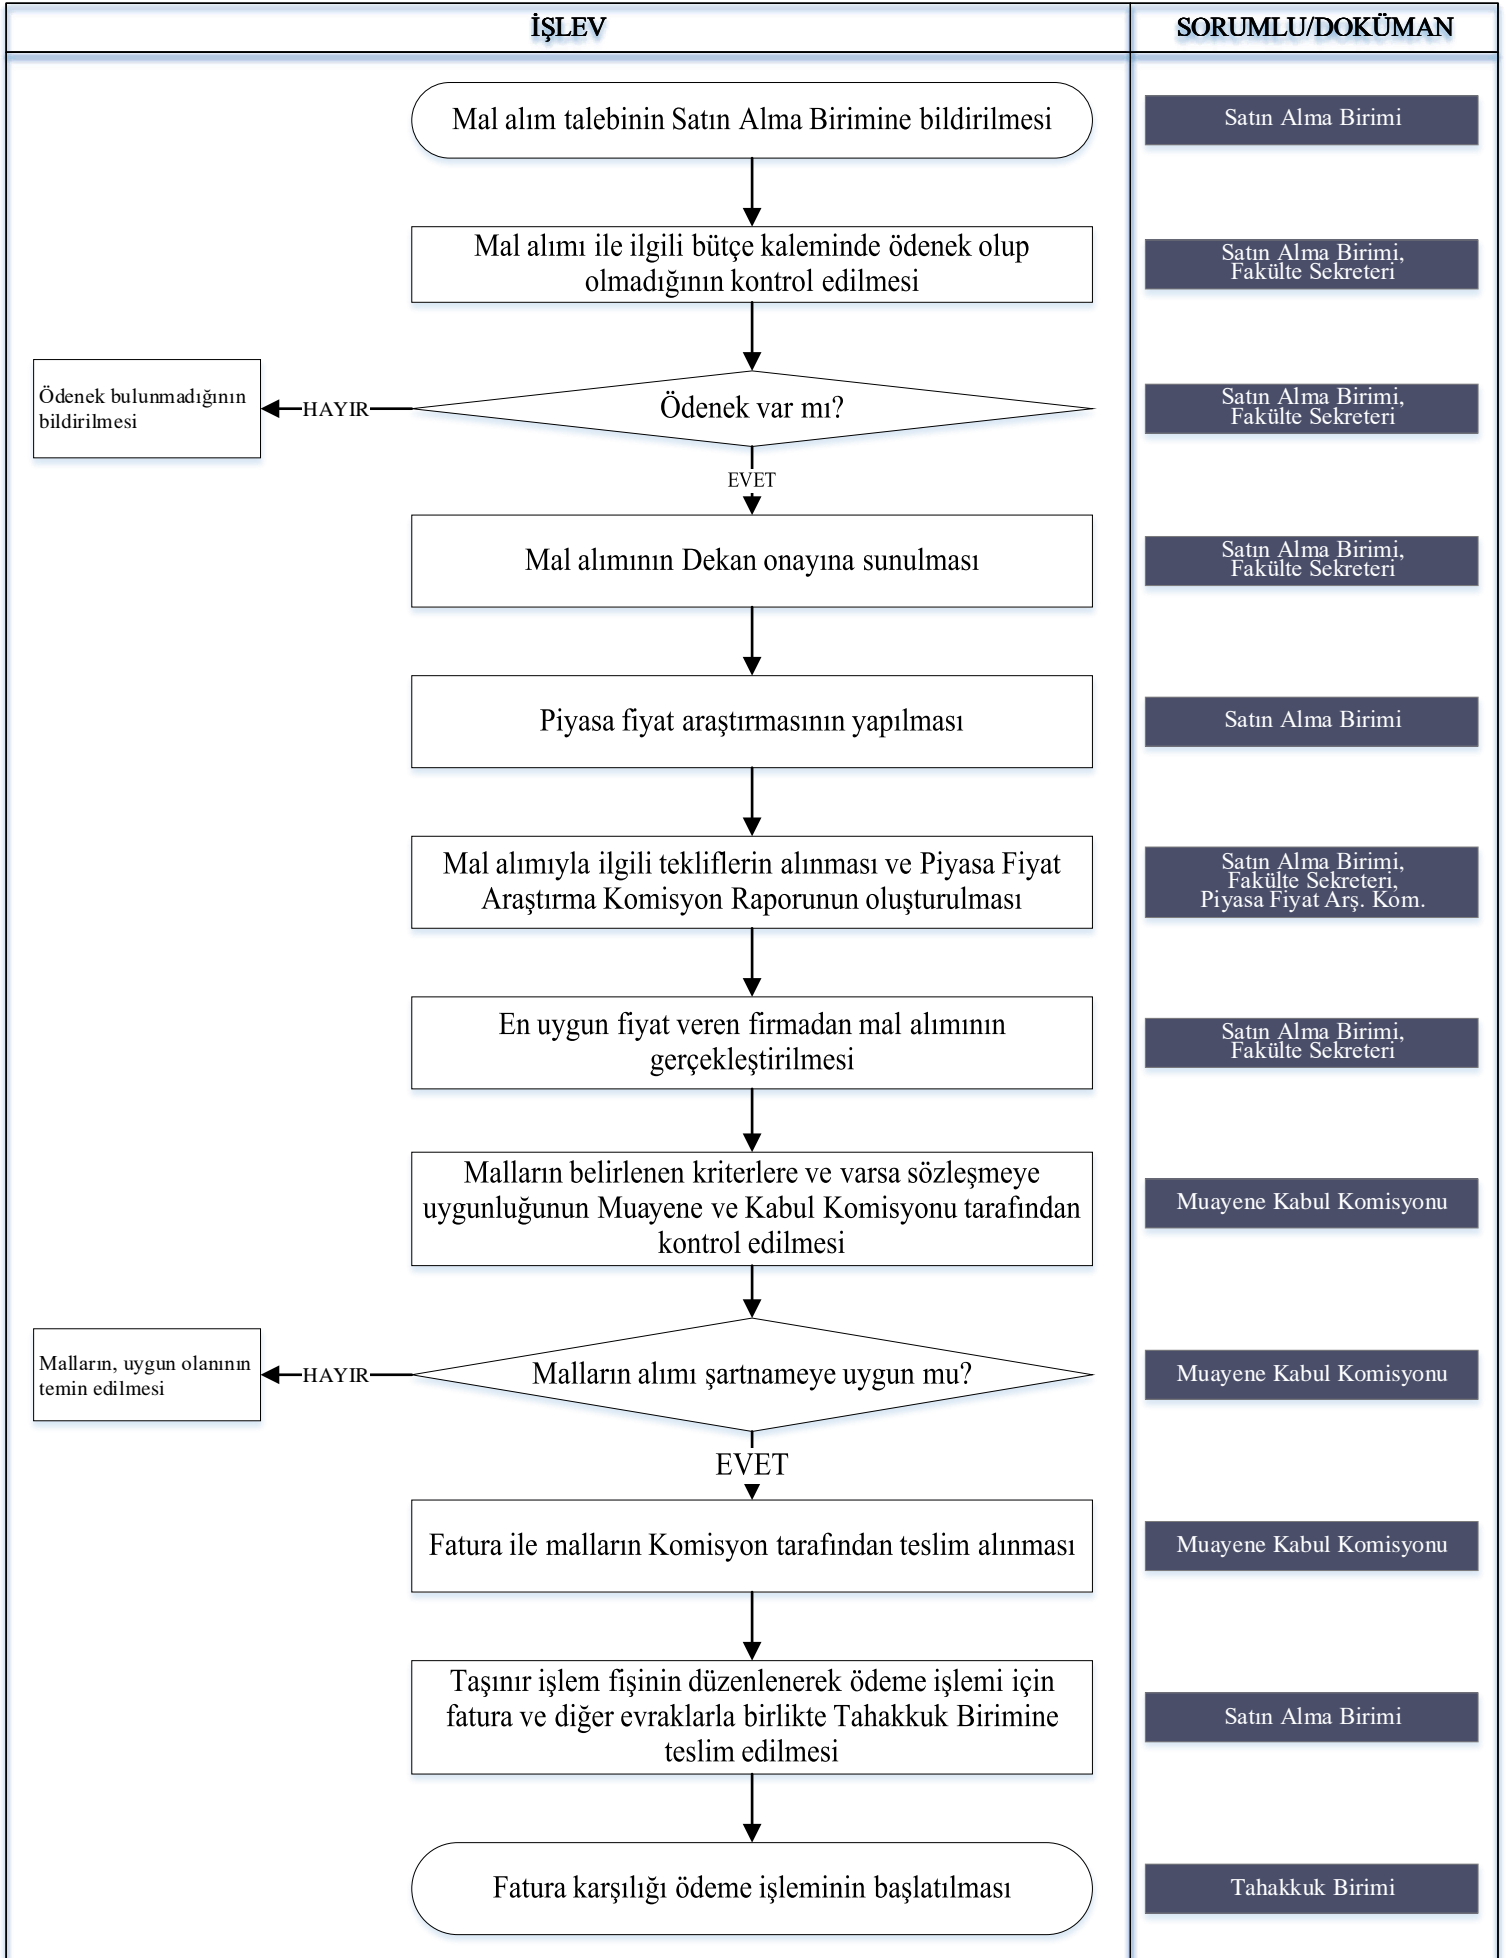 İŞLEV
SORUMLU/DOKÜMAN
Mal alım talebinin Satın Alma Birimine bildirilmesi
Satın Alma Birimi
Mal alımı ile ilgili bütçe kaleminde ödenek olup
olmadığının kontrol edilmesi
Satın Alma Birimi,
Fakülte Sekreteri
Ödenek bulunmadığının
bildirilmesi
HAYIR
Ödenek var mı?
Satın Alma Birimi,
Fakülte Sekreteri
EVET
Mal alımının Dekan onayına sunulması
Satın Alma Birimi,
Fakülte Sekreteri
Piyasa fiyat araştırmasının yapılması
Satın Alma Birimi
Mal alımıyla ilgili tekliflerin alınması ve Piyasa Fiyat
Araştırma Komisyon Raporunun oluşturulması
Satın Alma Birimi,
Fakülte Sekreteri,
Piyasa Fiyat Arş. Kom.
En uygun fiyat veren firmadan mal alımının
gerçekleştirilmesi
Satın Alma Birimi,
Fakülte Sekreteri
Malların belirlenen kriterlere ve varsa sözleşmeye
uygunluğunun Muayene ve Kabul Komisyonu tarafından
kontrol edilmesi
Muayene Kabul Komisyonu
Malların, uygun olanının
temin edilmesi
HAYIR
Malların alımı şartnameye uygun mu?
Muayene Kabul Komisyonu
EVET
Fatura ile malların Komisyon tarafından teslim alınması
Muayene Kabul Komisyonu
Taşınır işlem fişinin düzenlenerek ödeme işlemi için
fatura ve diğer evraklarla birlikte Tahakkuk Birimine
teslim edilmesi
Satın Alma Birimi
Fatura karşılığı ödeme işleminin başlatılması
Tahakkuk Birimi